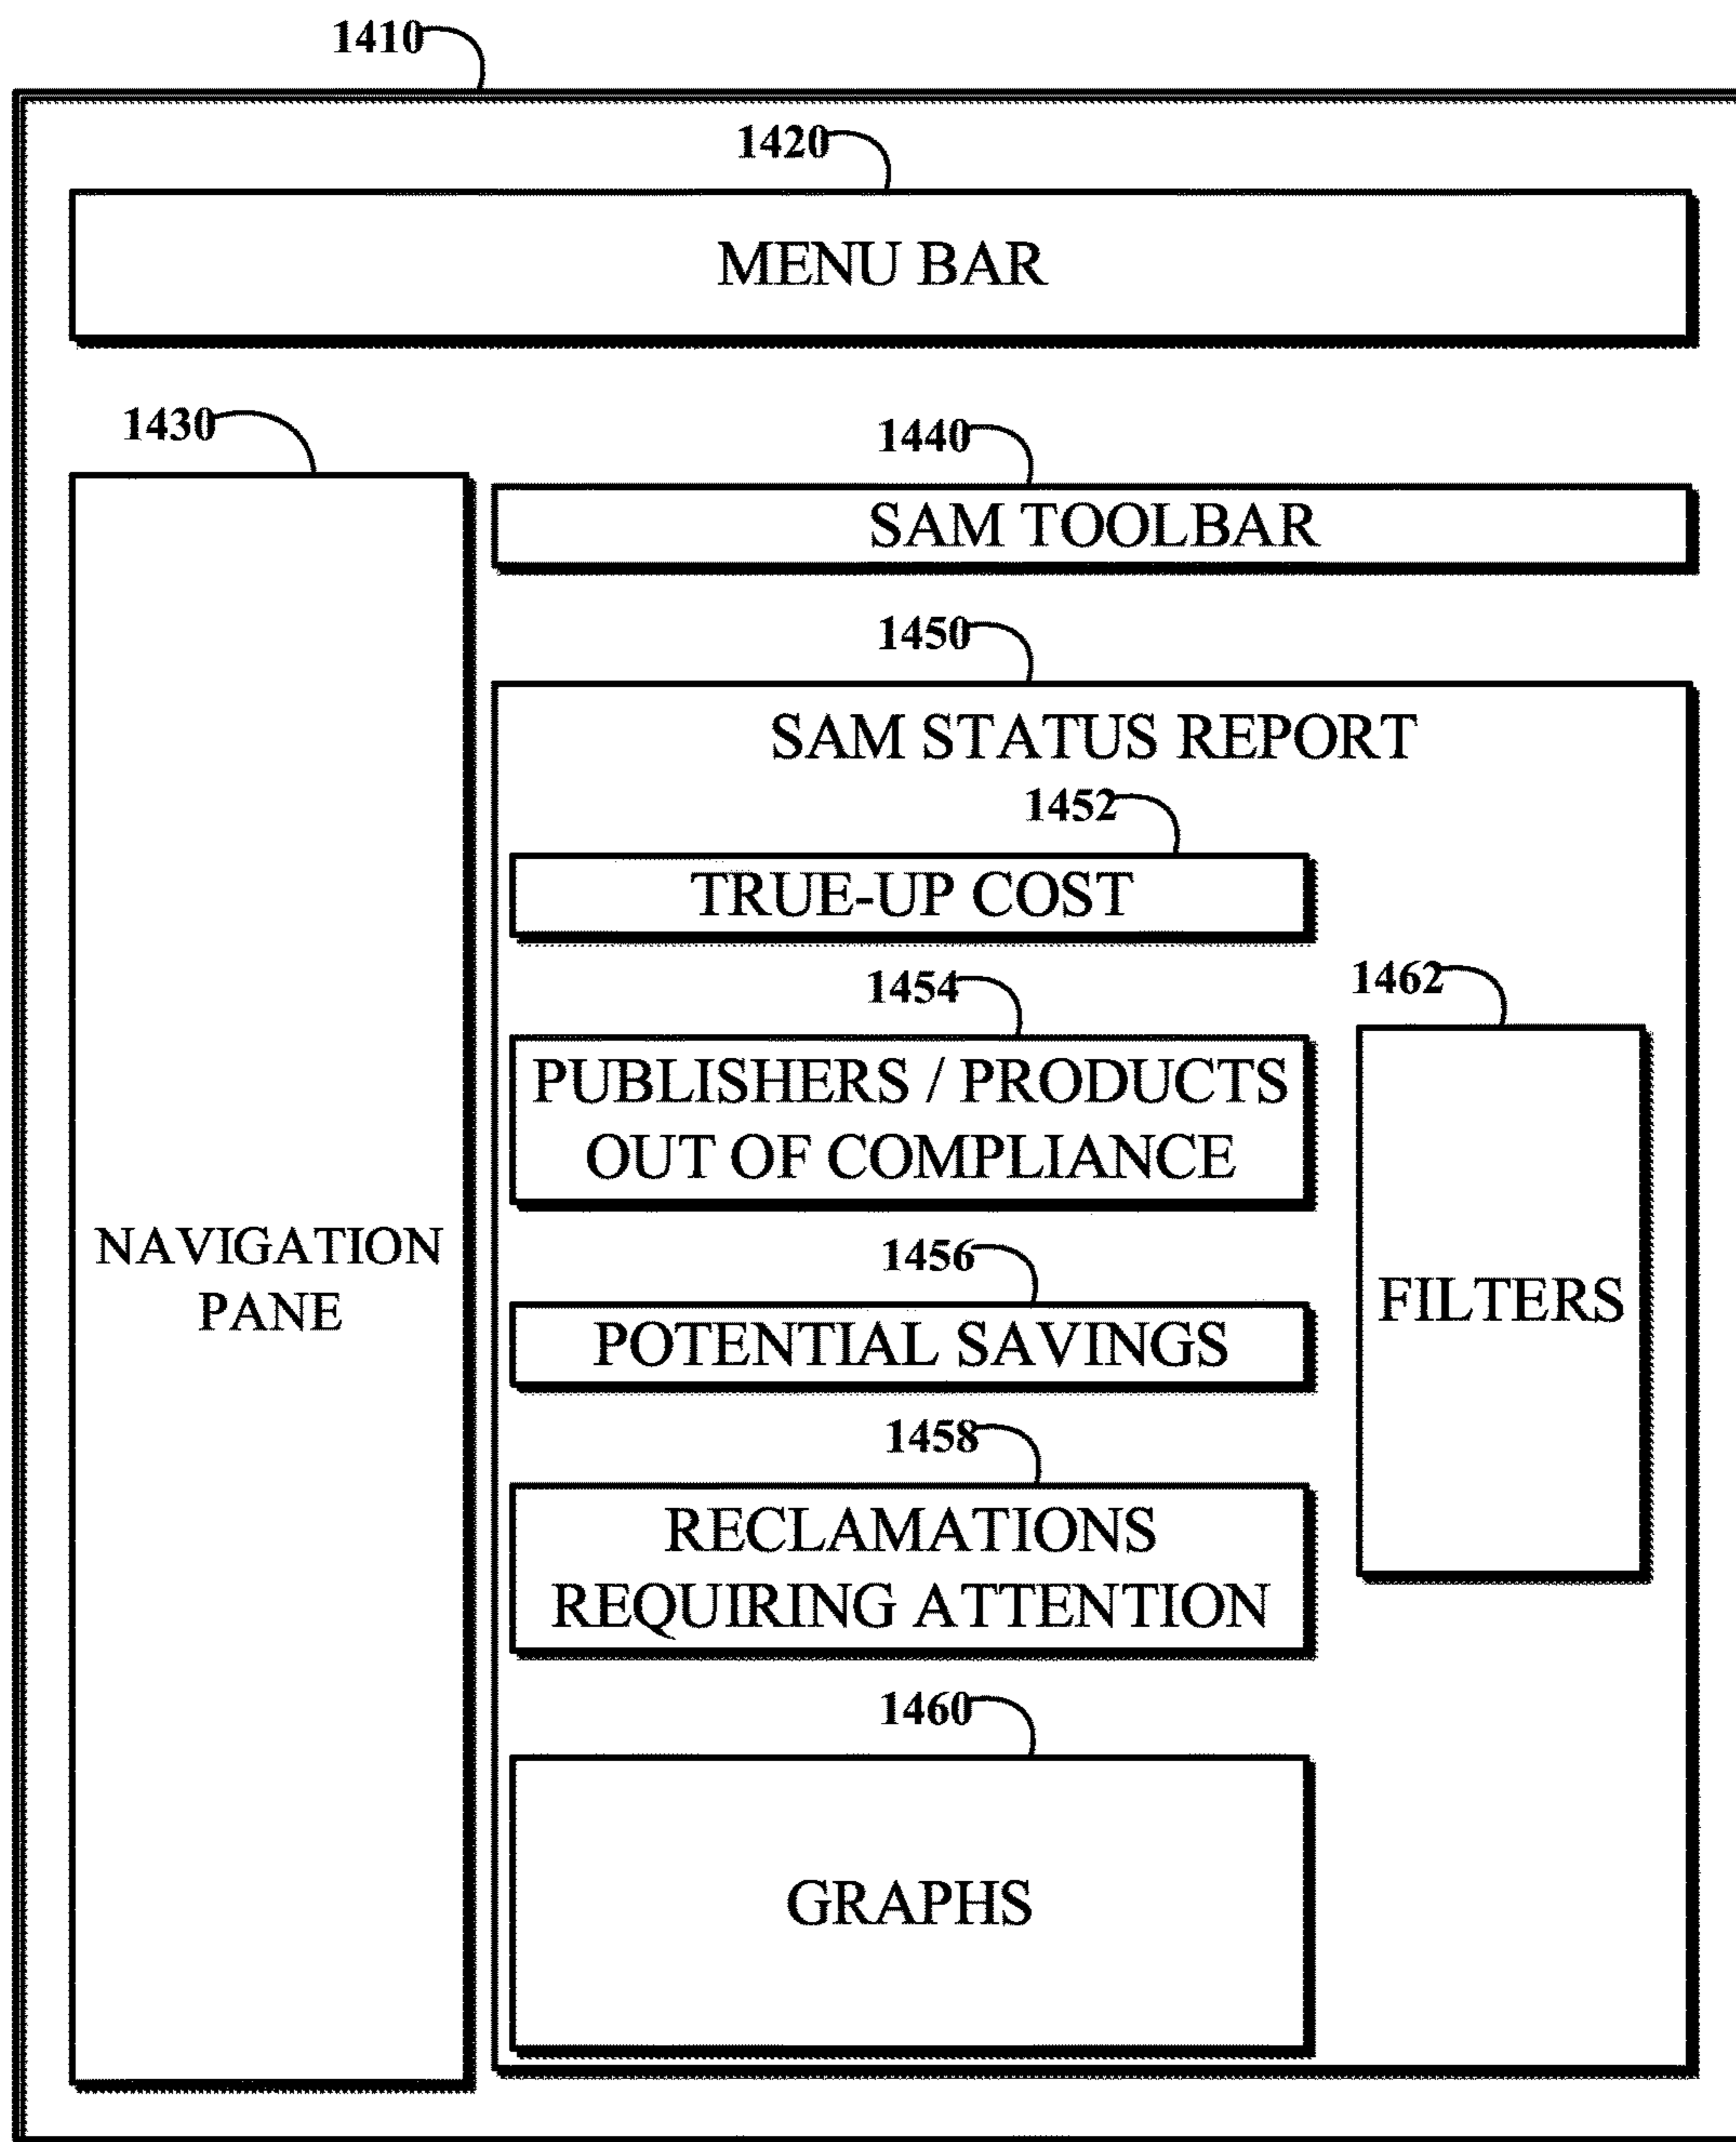 1410
1420
MENU BAR
1430
NAVIGATION
PANE
1440
SAM TOOLBAR
1450
SAM STATUS REPORT
1452
TRUE-UP COST
1454
PUBLISHERS / PRODUCTS
OUT OF COMPLIANCE
1456
POTENTIAL SAVINGS
1458
RECLAMATIONS
REQUIRING ATTENTION
1460
GRAPHS
1462
FILTERS